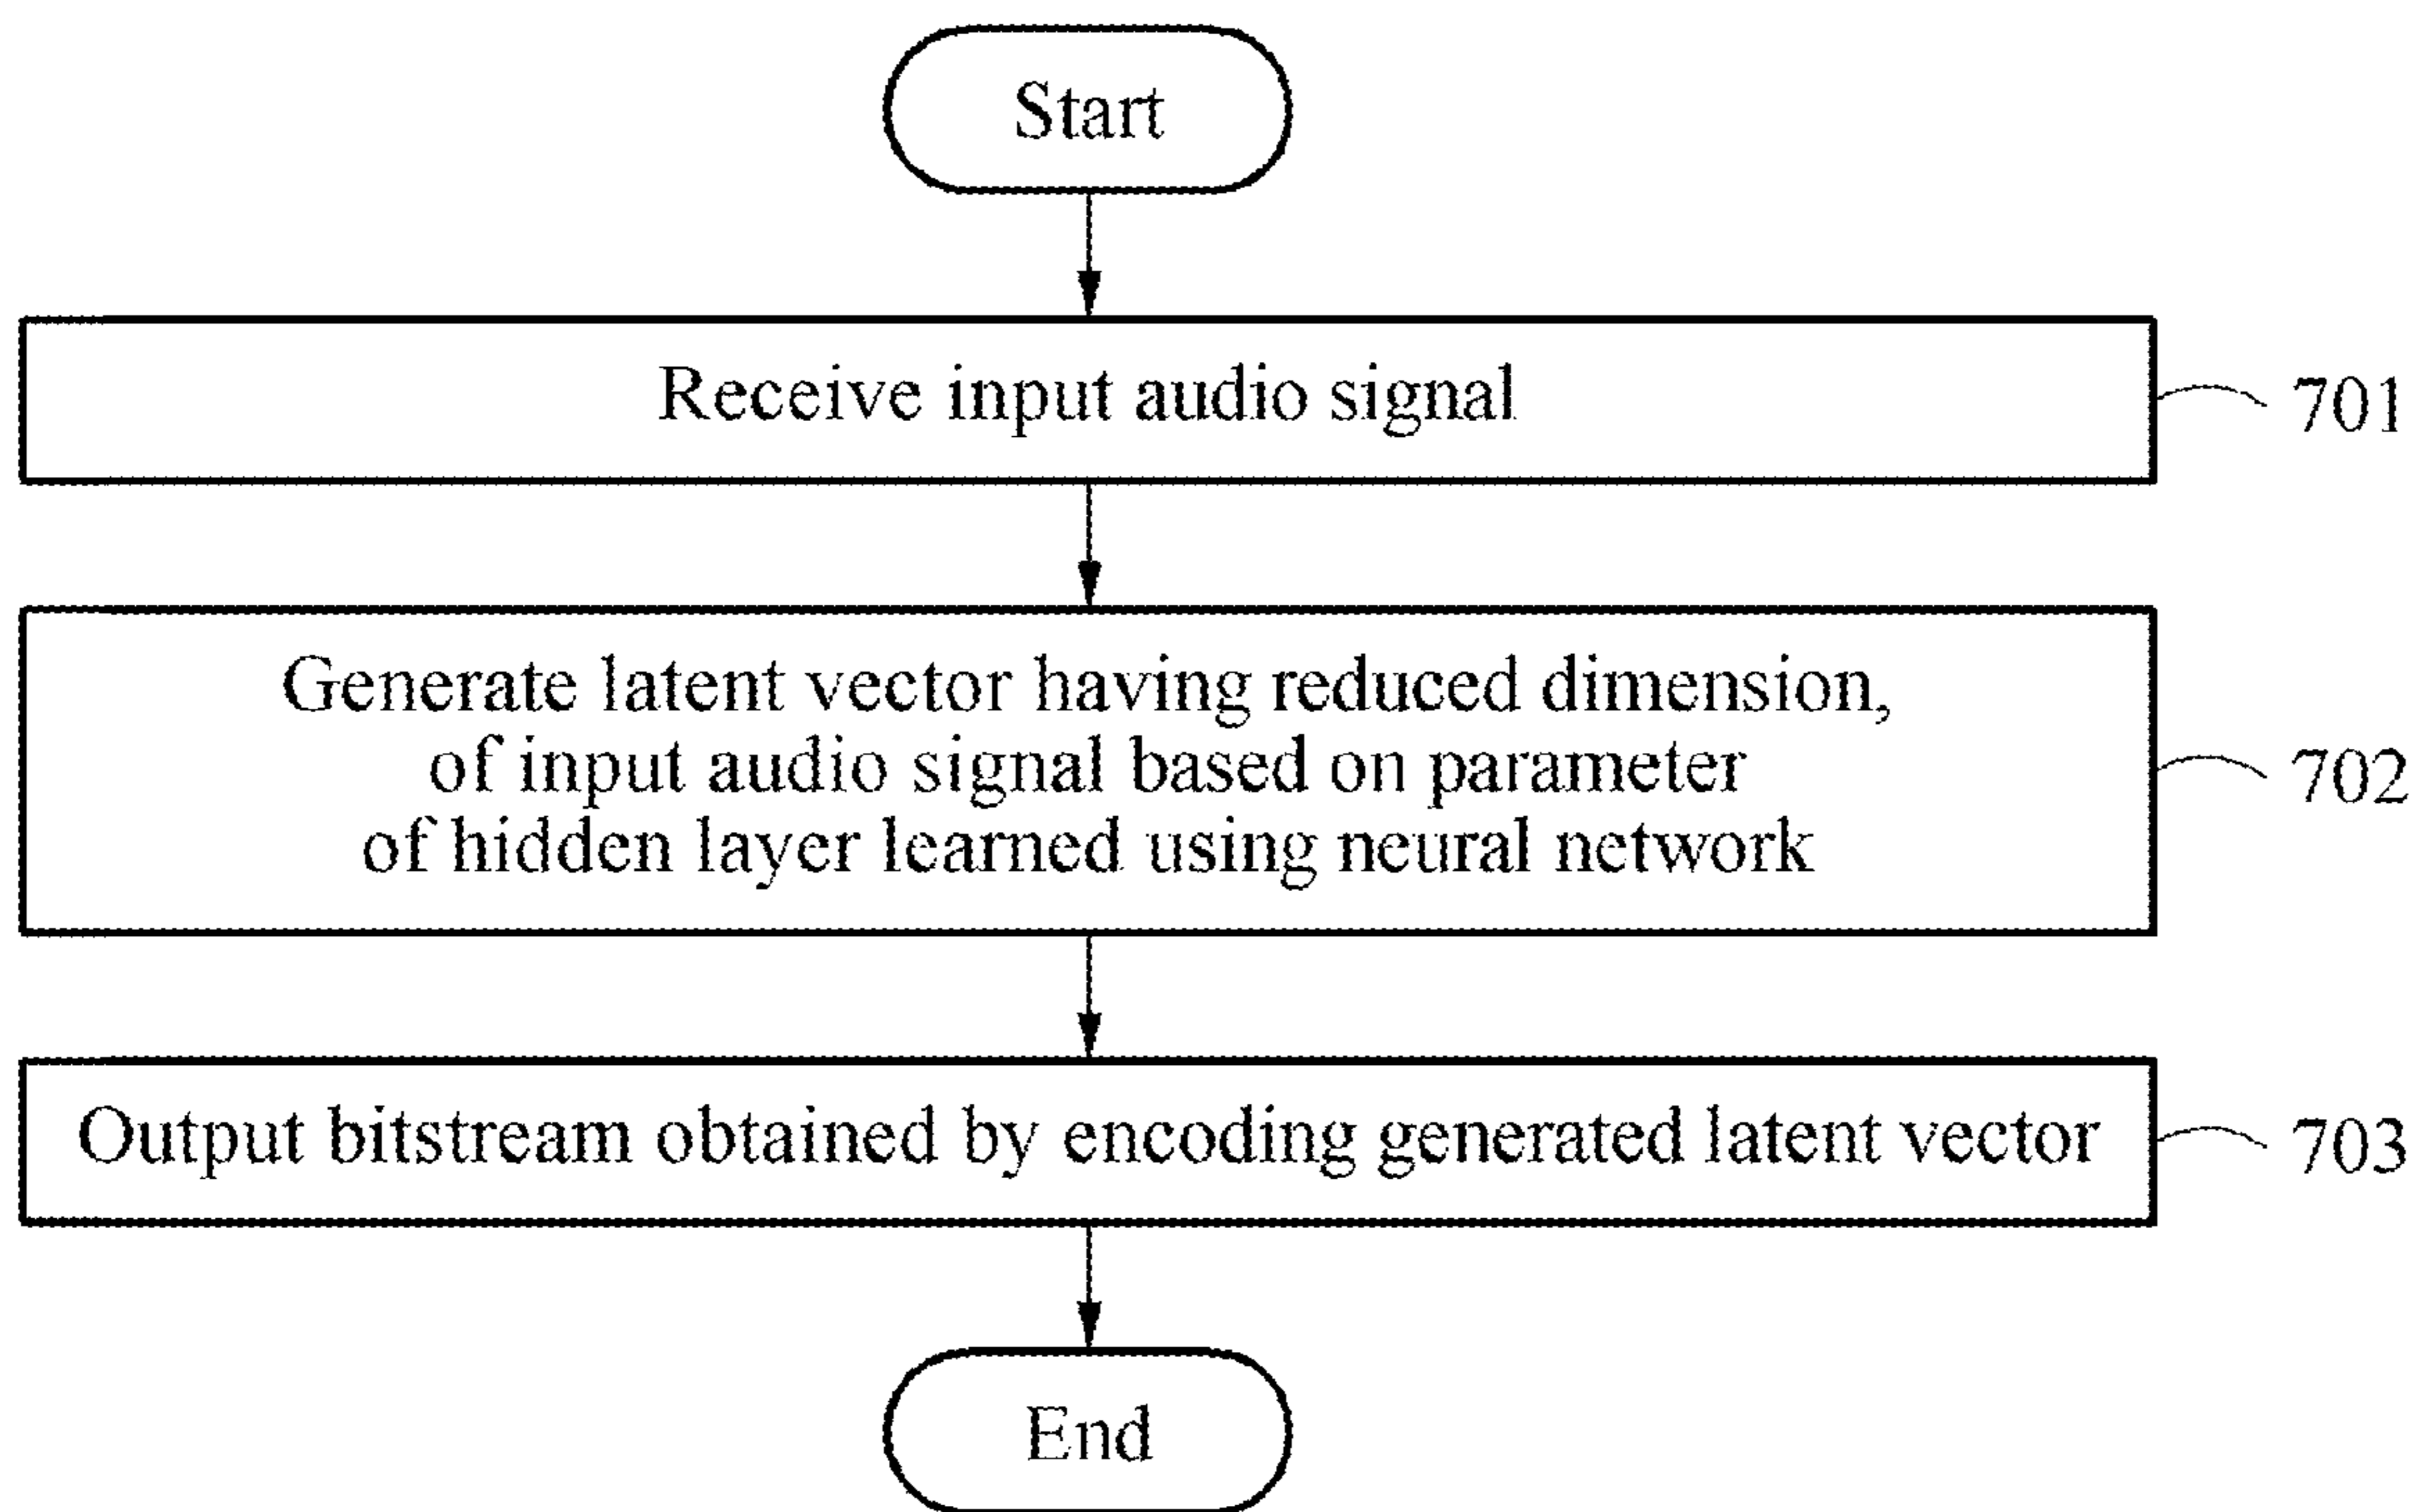 Start
Receive input audio signal
701
Generate latent vector having reduced dimension,
of input audio signal based on parameter
702
of hidden layer learned using neural network
Output bitstream obtained by encoding generated latent vector
703
End